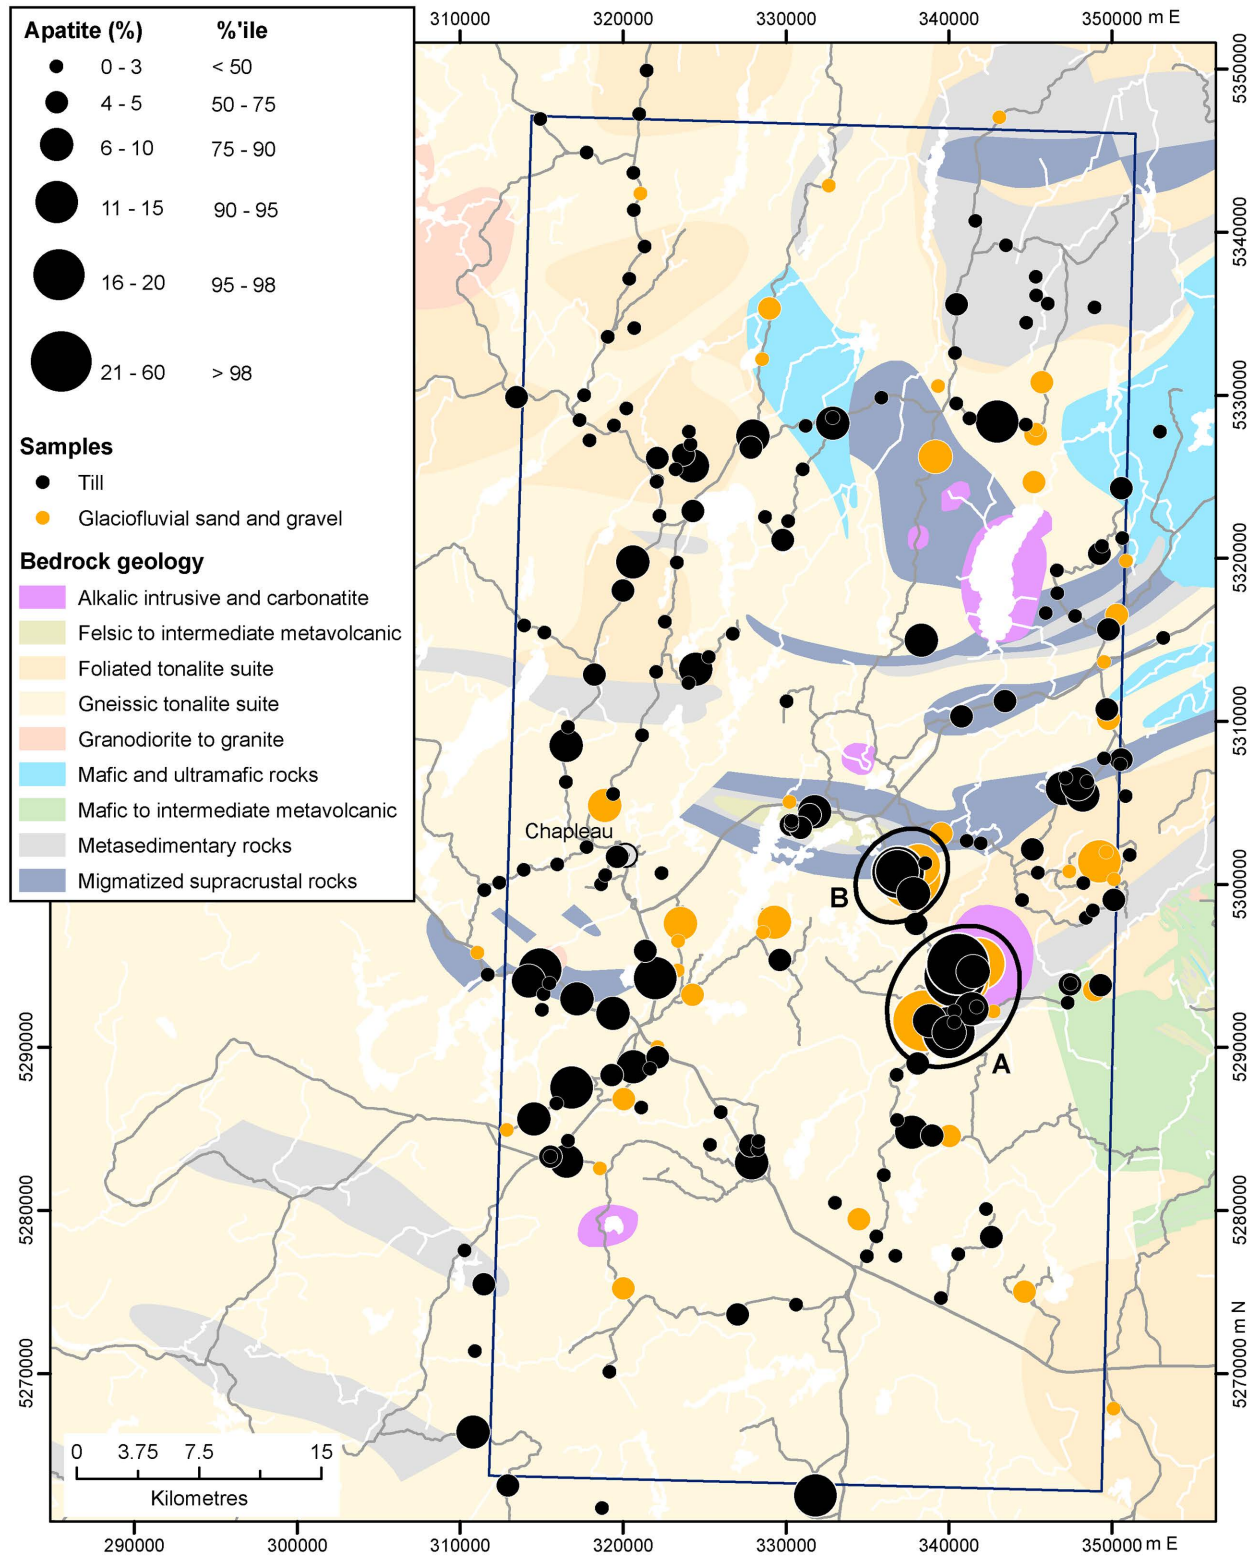 310000 320000 330000 340000 350000 m E
Apatite (%) %'ile
0 - 3 < 50
4 - 5 50 - 75
6 - 10 75 - 90
11 - 15 90 - 95
16 - 20 95 - 98
21 - 60 > 98
Samples
Till
Glaciofluvial sand and gravel
Bedrock geology
Alkalic intrusive and carbonatite
Felsic to intermediate metavolcanic
Foliated tonalite suite
Gneissic tonalite suite
Granodiorite to granite
Mafic and ultramafic rocks
Mafic to intermediate metavolcanic
Metasedimentary rocks
Migmatized supracrustal rocks
5350000
5340000
5330000
5320000
5310000
5300000
5290000
5280000
5270000 m N
Chapleau
B
A
5290000
5280000
5270000
0 3.75 7.5 15
Kilometres
290000 300000 310000 320000 330000 340000 350000 m E